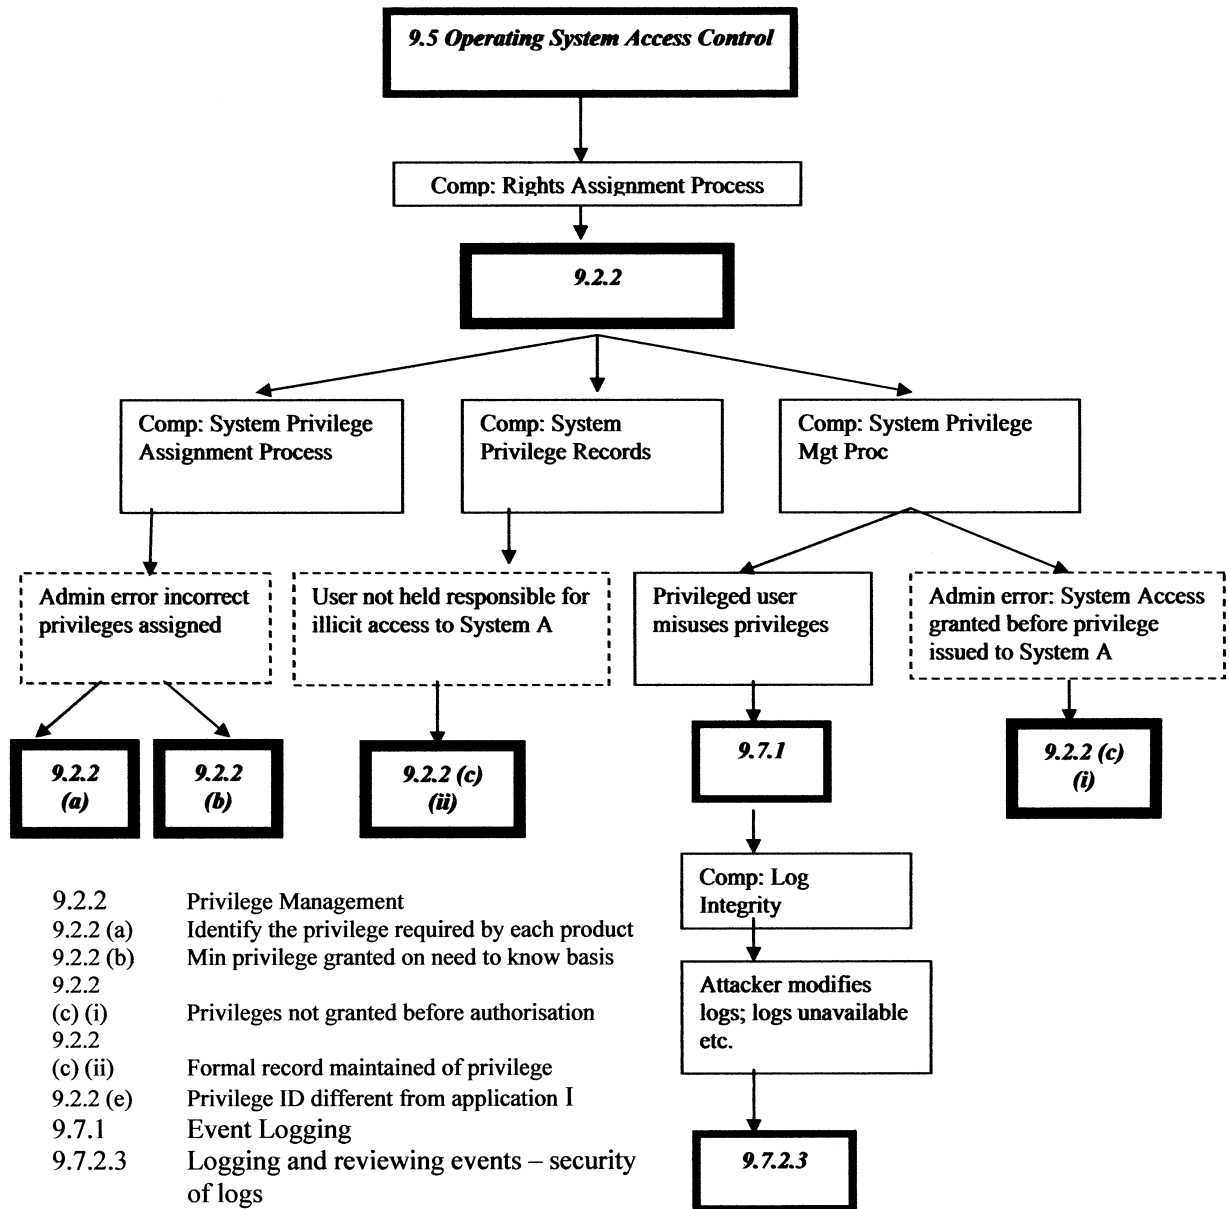 9.5 Operating System Access Control
Comp: Rights Assignment Process
9.2.2
Comp: System Privilege
Assignment Process
Comp: System
Privilege Records
Comp: System Privilege
Mgt Proc
Admin error incorrect
privileges assigned
User not held responsible for
illicit access to System A
Privileged user
misuses privileges
Admin error: System Access
granted before privilege
issued to System A
9.2.2
(a)
9.2.2
(b)
9.2.2 (c)
(ii)
9.7.1
9.2.2 (c)
(i)
Comp: Log
Integrity
Attacker modifies
logs; logs unavailable
etc.
9.7.2.3
9.2.2 Privilege Management
9.2.2 (a) Identify the privilege required by each product
9.2.2 (b) Min privilege granted on need to know basis
9.2.2
(c) (i) Privileges not granted before authorisation
9.2.2
(c) (ii) Formal record maintained of privilege
9.2.2 (e) Privilege ID different from application I
9.7.1 Event Logging
9.7.2.3 Logging and reviewing events – security
of logs